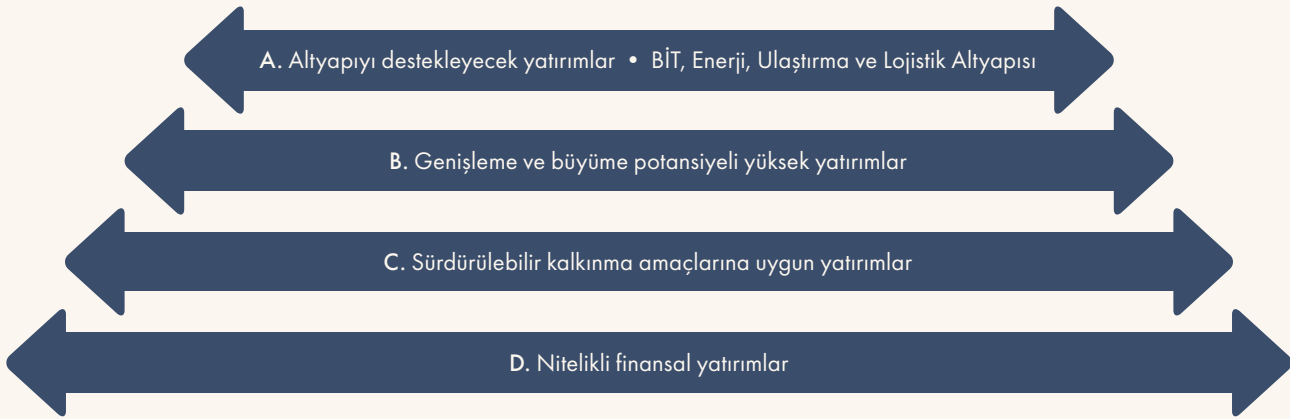 A. Altyapıyı destekleyecek yatırımlar • BİT, Enerji, Ulaştırma ve Lojistik Altyapısı
B. Genişleme ve büyüme potansiyeli yüksek yatırımlar
C. Sürdürülebilir kalkınma amaçlarına uygun yatırımlar
D. Nitelikli finansal yatırımlar